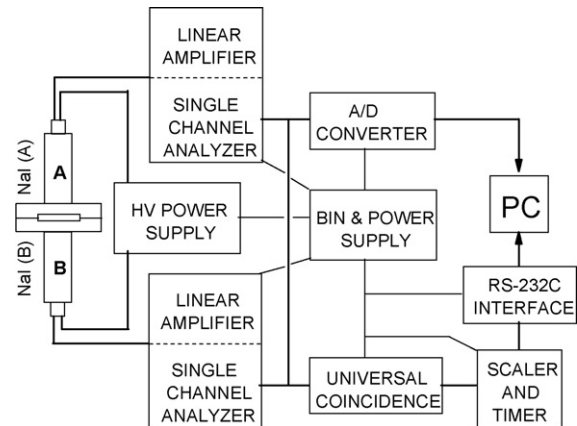 LINEAR
AMPLIFIER
SINGLE
CHANNEL
ANALYZER
A/D
CONVERTER
NaI (A)
A
HV POWER
SUPPLY
BIN & POWER
SUPPLY
PC
NaI (B)
B
LINEAR
AMPLIFIER
SINGLE
CHANNEL
ANALYZER
RS-232C
INTERFACE
UNIVERSAL
COINCIDENCE
SCALER
AND
TIMER